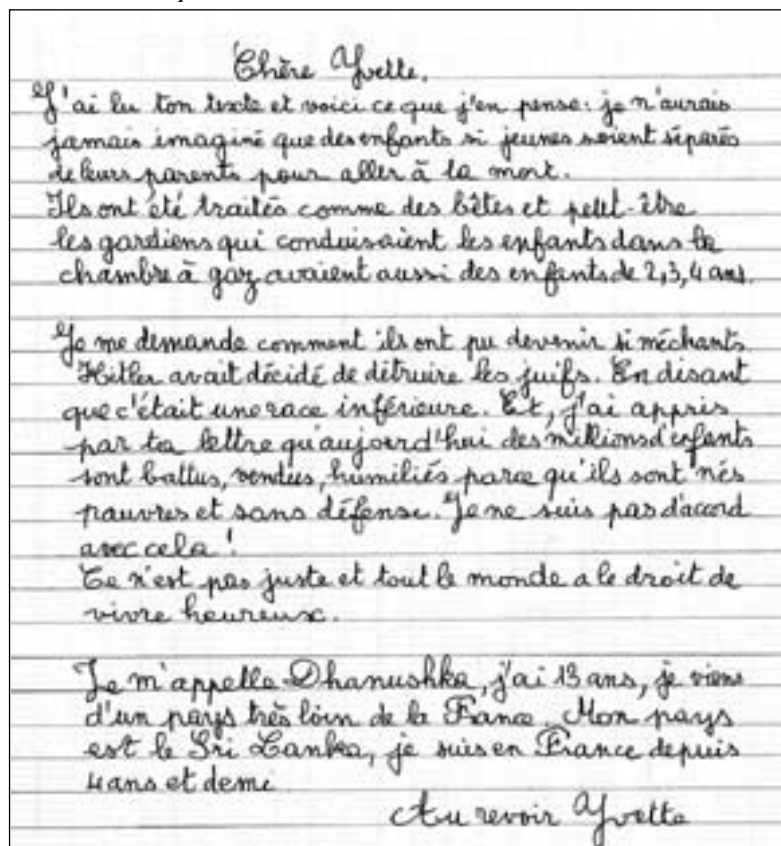 Chère Yvette,
J'ai lu ton texte et voici ce que j'en pense: je n'aurais
jamais imaginé que des enfants si jeunes soient séparés
de leurs parents pour aller à la mort.
Ils ont été traités comme des bêtes et petit-être
les gardiens qui conduisaient les enfants dans la
chambre à gaz avaient aussi des enfants de 2,3,4 ans.
Je me demande comment ils ont pu devenir si méchants
Hitler avait décidé de détruire les juifs. En disant
que c'était une race inférieure. Et, j'ai appris
par ta lettre qu'aujourd'hui des millions d'enfants
sont battus, vendus, humiliés parce qu'ils sont nés
pauvres et sans défense. Je ne suis pas d'accord
avec cela!
Ce n'est pas juste et tout le monde a le droit de
vivre heureux.
Je m'appelle Dhanushka, j'ai 13 ans, je viens
d'un pays très loin de la France. Mon pays
est le Sri Lanka, je suis en France depuis
4 ans et demi
Au revoir Yvette